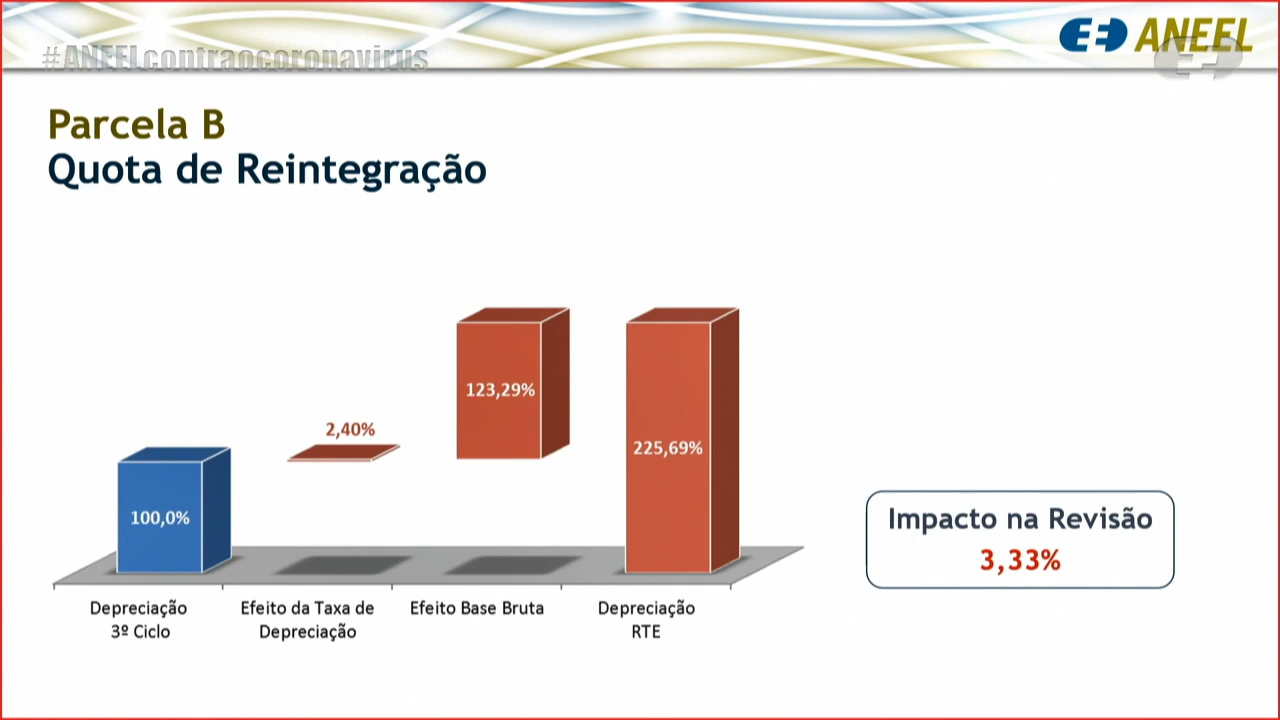 #ANEELcontraocoronavirus
ANEEL
Parcela B
Quota de Reintegração
100,0%
2,40%
123,29%
225,69%
Depreciação
3º Ciclo
Efeito da Taxa de
Depreciação
Efeito Base Bruta
Depreciação
RTE
Impacto na Revisão
3,33%